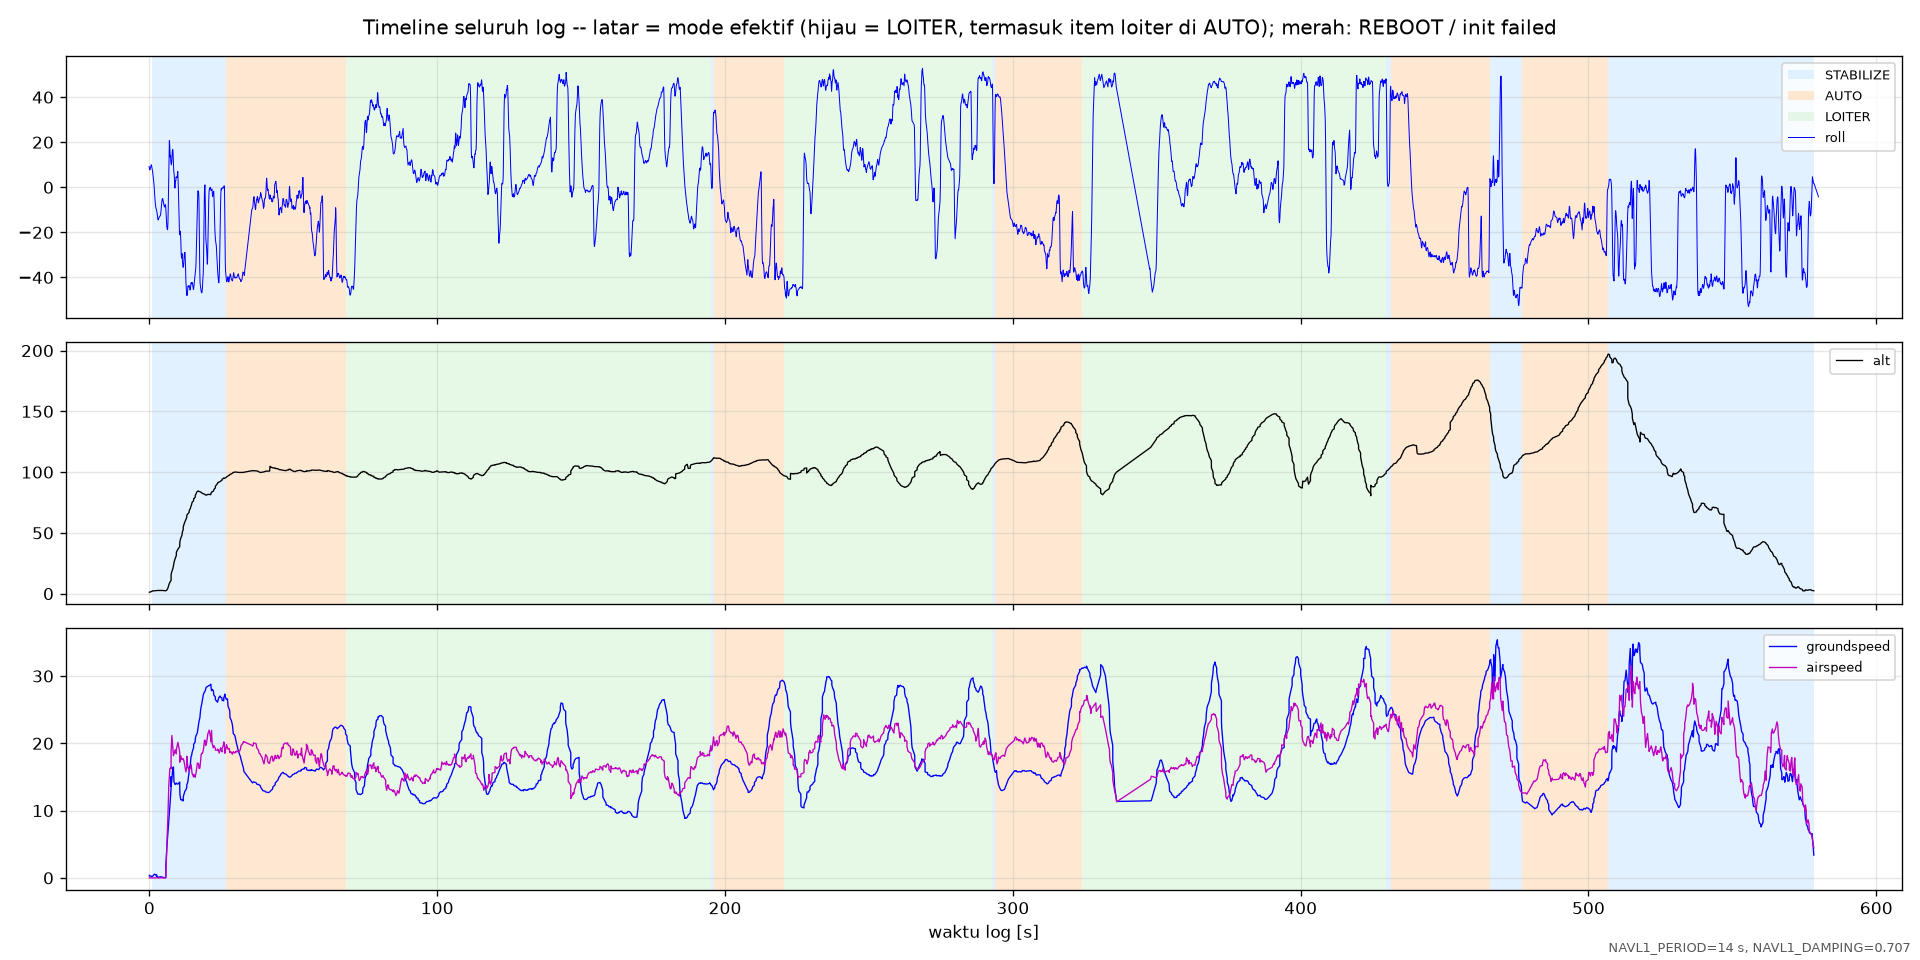 Timeline seluruh log -- latar = mode efektif (hijau = LOITER, termasuk item loiter di AUTO); merah: REBOOT / init failed
40
20
0
−20
−40
STABILIZE
AUTO
LOITER
roll
200
150
100
50
0
alt
30
20
10
0
groundspeed
airspeed
0 100 200 300 400 500 600
waktu log [s]
NAVL1_PERIOD=14 s, NAVL1_DAMPING=0.707